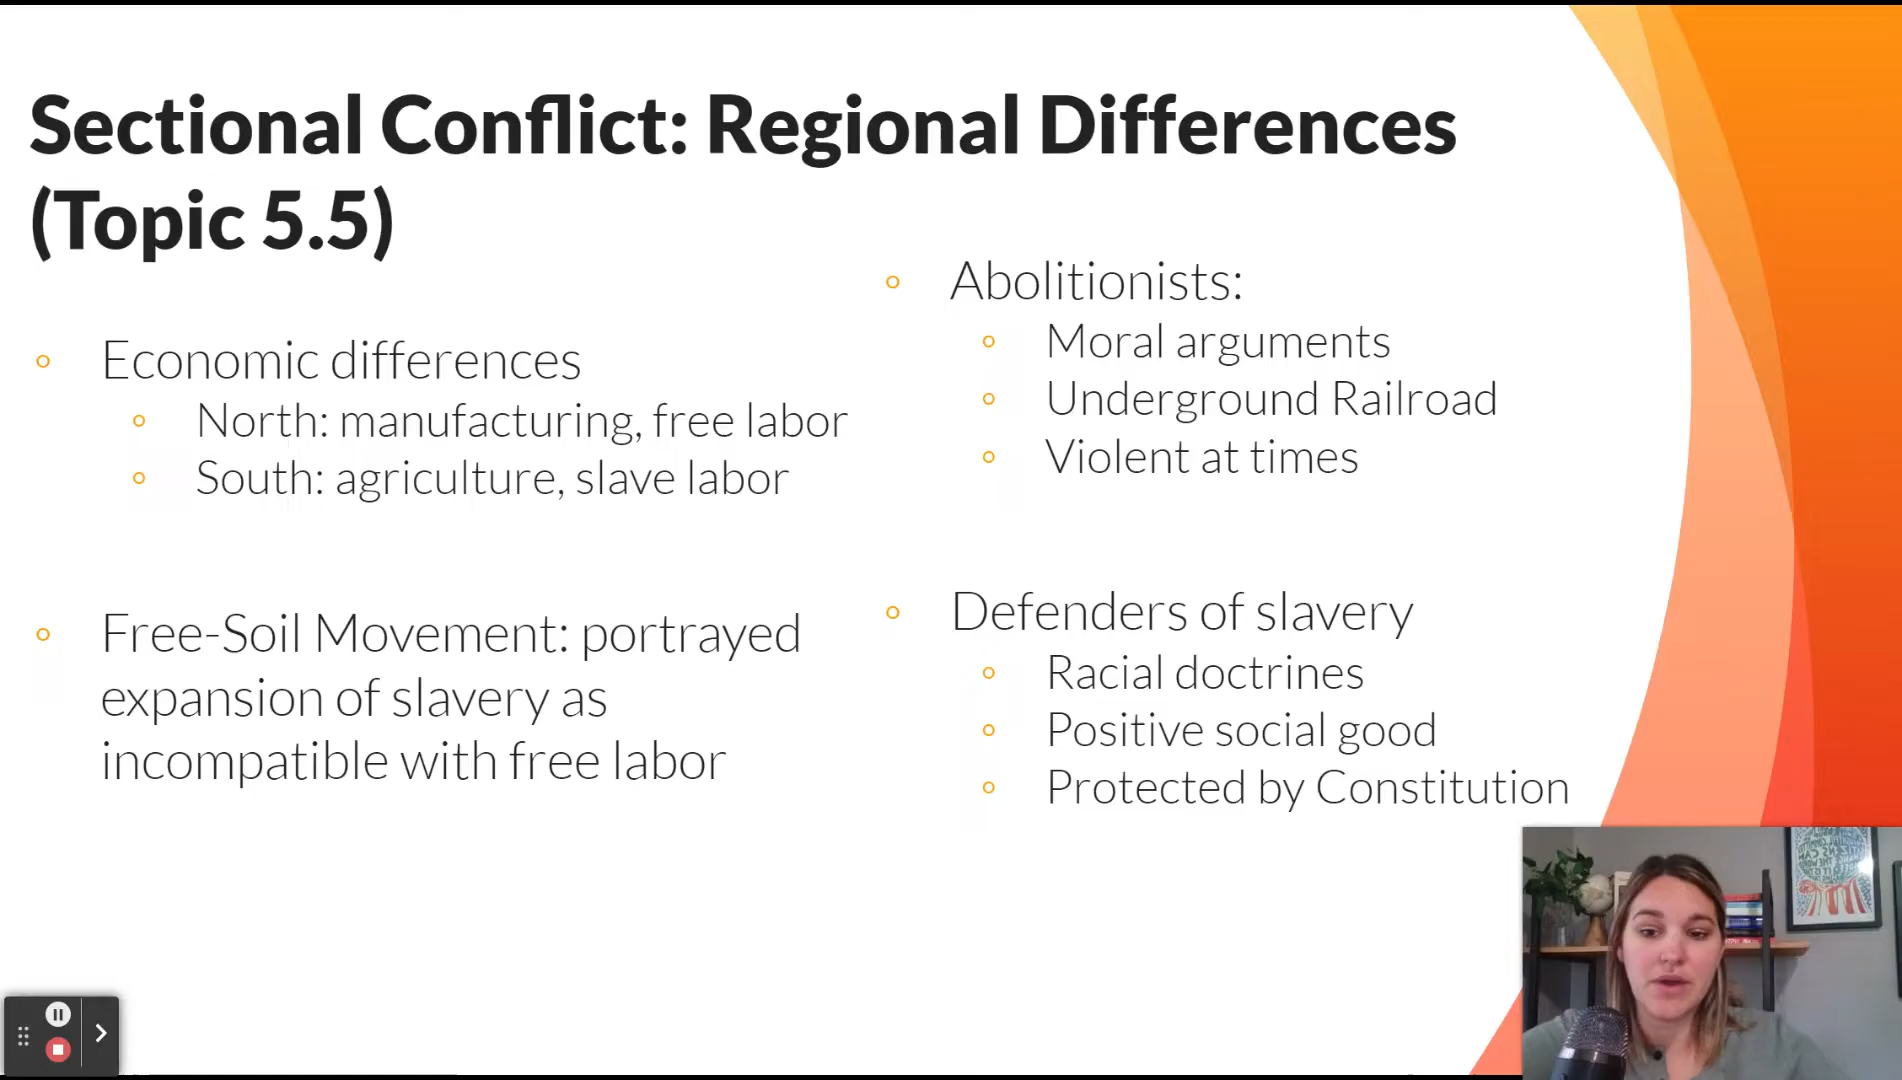 Sectional Conflict: Regional Differences
(Topic 5.5)
Economic differences
North: manufacturing, free labor
South: agriculture, slave labor
Free-Soil Movement: portrayed
expansion of slavery as
incompatible with free labor
Abolitionists:
Moral arguments
Underground Railroad
Violent at times
Defenders of slavery
Racial doctrines
Positive social good
Protected by Constitution